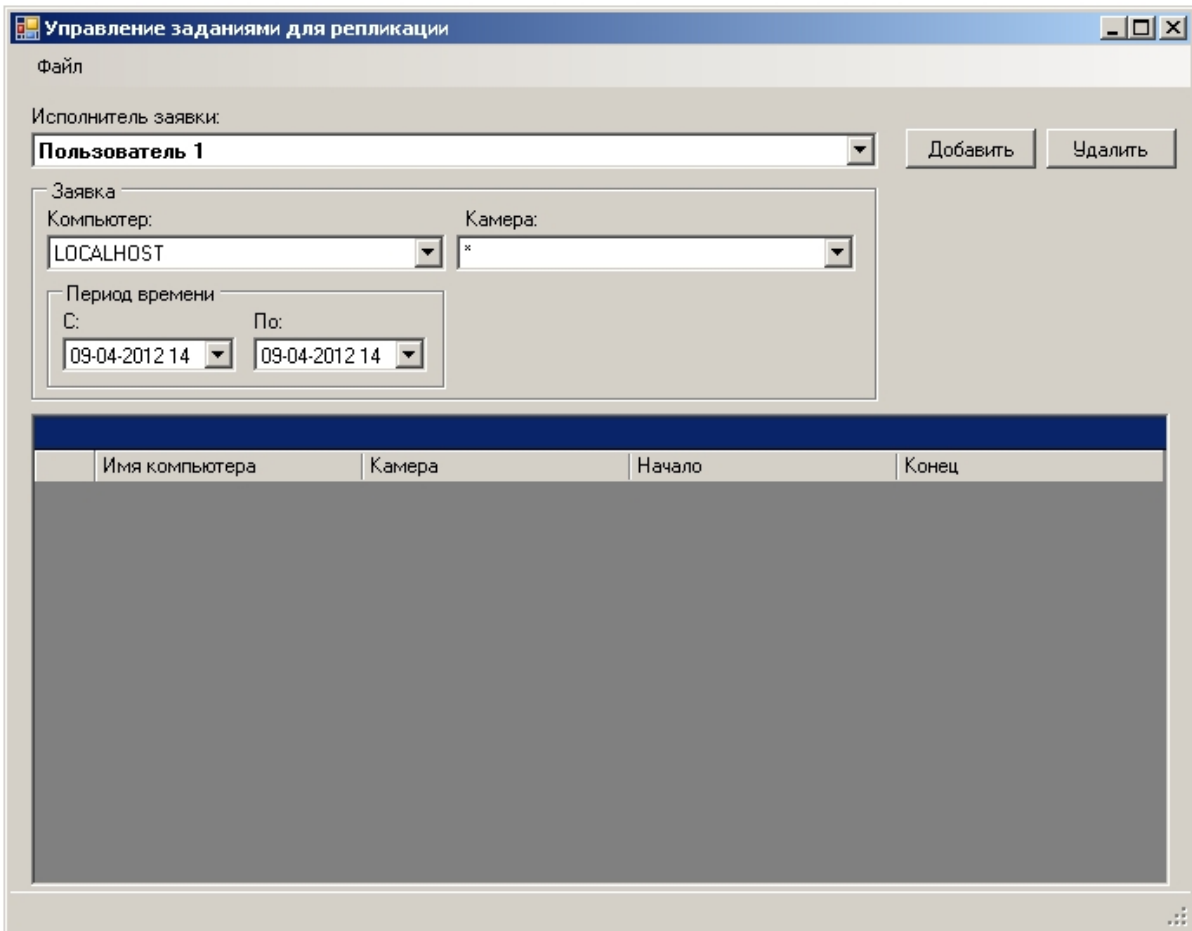 Управление заданиями для репликации
Файл
Исполнитель заявки:
Пользователь 1
Добавить
Удалить
Заявка
Компьютер:
Камера:
LOCALHOST
*
Период времени
С:
По:
09-04-2012 14
09-04-2012 14
Имя компьютера
Камера
Начало
Конец